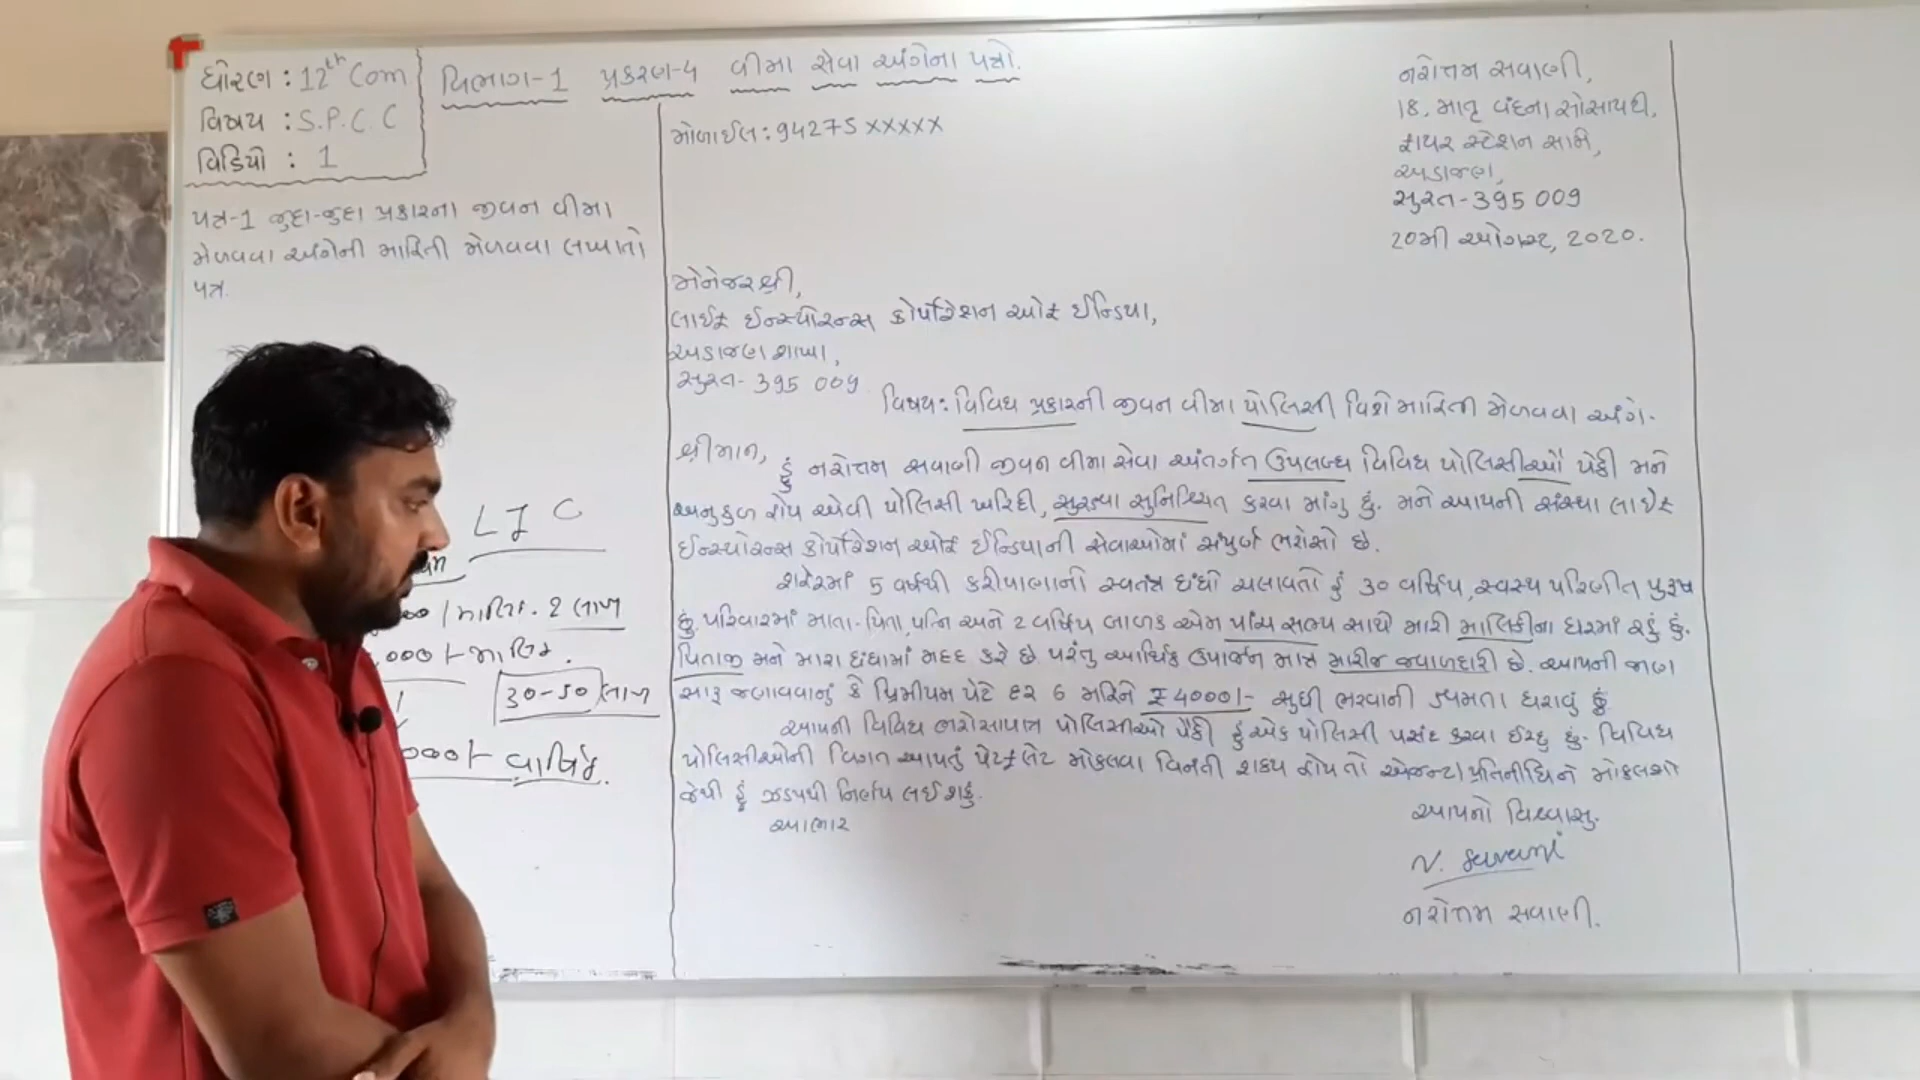 ધોરણ : 12th Com
વિષય : S.P.C.C
વિડિયો : 1
વિભાગ-1 પ્રકરણ-4 વીમા સેવા અંગેના પત્રો.
પત્ર-1 જુદા-જુદા પ્રકારના જીવન વીમા
મેળવવા અંગેની માહિતી મેળવવા લખાતો
પત્ર.
LIC
/માસિક. 2 લાખ
,000/-માસિક.
30-50 લાખ
000/- વાર્ષિક.
મોબાઈલ : 94275xxxxx
નરોત્તમ સવાણી,
18, માતૃ વંદના સોસાયટી,
ફાયર સ્ટેશન સામે,
અડાજણ,
સુરત-395 009
20મી ઓગસ્ટ, 2020.
મેનેજરશ્રી,
લાઈફ ઈન્સ્યોરન્સ કોર્પોરેશન ઓફ ઈન્ડિયા,
અડાજણ શાખા,
સુરત- 395 009.
વિષય: વિવિધ પ્રકારની જીવન વીમા પોલિસી વિશે માહિતી મેળવવા અંગે.
શ્રીમાન,
હું નરોત્તમ સવાણી જીવન વીમા સેવા અંતર્ગત ઉપલબ્ધ વિવિધ પોલિસીઓ પૈકી મને
અનુકુળ હોય એવી પોલિસી ખરિદી, સુરક્ષા સુનિશ્ચિત કરવા માંગુ છું. મને આપની સંસ્થા લાઈફ
ઈન્સ્યોરન્સ કોર્પોરેશન ઓફ ઈન્ડિયાની સેવાઓમાં સંપુર્ણ ભરોસો છે.
શહેરમાં 5 વર્ષથી કરીયાણાનો સ્વતંત્ર ધંધો ચલાવતો હું 30 વર્ષિય, સ્વસ્થ પરિણીત પુરૂષ
છું. પરિવારમાં માતા-પિતા, પત્નિ અને 2 વર્ષિય બાળક એમ પાંચ સભ્ય સાથે મારી માલિકીના ઘરમાં રહું છું.
પિતાજી મને મારા ધંધામાં મદદ કરે છે પરંતુ આર્થિક ઉપાર્જન માત્ર મારીજ જવાબદારી છે. આપની જાણ
સારૂ જણાવવાનું કે પ્રિમીયમ પેટે દર 6 મહિને ₹ 4000/- સુધી ભરવાની ક્ષમતા ધરાવું છું
આપની વિવિધ ભરોસાપાત્ર પોલિસીઓ પૈકી હું એક પોલિસી પસંદ કરવા ઈચ્છુ છું. વિવિધ
પોલિસીઓની વિગત આપતું પેમ્ફલેટ મોકલવા વિનંતી શક્ય હોય તો એજન્ટ/પ્રતિનીધિને મોકલશો
જેથી હું ઝડપથી નિર્ણય લઈ શકું.
આભાર
આપનો વિશ્વાસુ.
N. Savani
નરોત્તમ સવાણી.